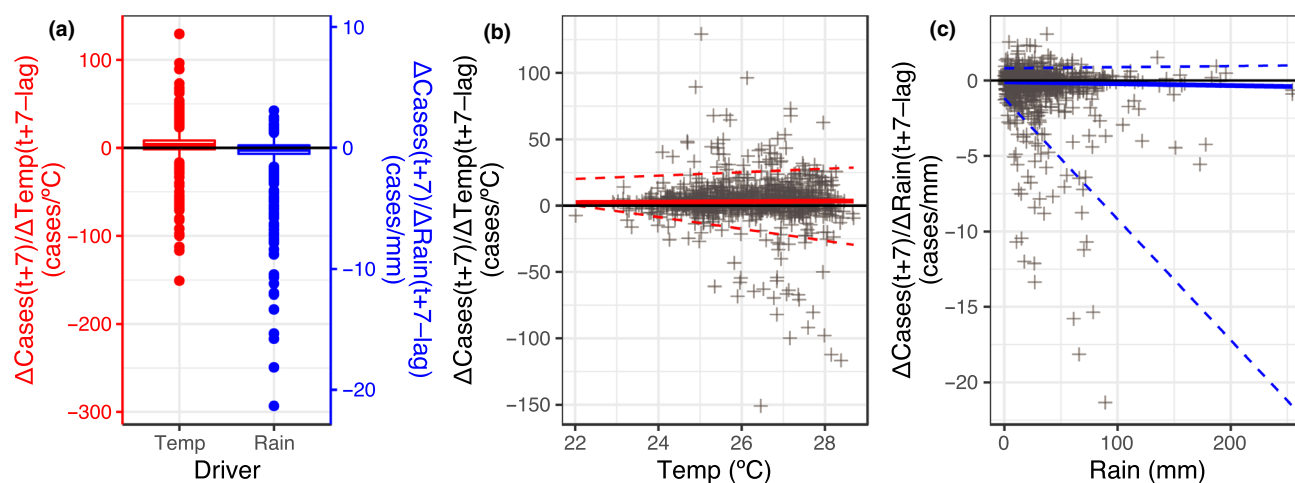 (a)
ΔCases(t+7)/ΔTemp(t+7−lag)
(cases/ºC)
100
0
−100
−200
−300
Temp
Rain
Driver
10
0
−10
−20
ΔCases(t+7)/ΔRain(t+7−lag)
(cases/mm)
(b)
ΔCases(t+7)/ΔTemp(t+7−lag)
(cases/ºC)
100
50
0
−50
−100
−150
22
24
26
28
Temp (ºC)
(c)
ΔCases(t+7)/ΔRain(t+7−lag)
(cases/mm)
0
−5
−10
−15
−20
0
100
200
Rain (mm)